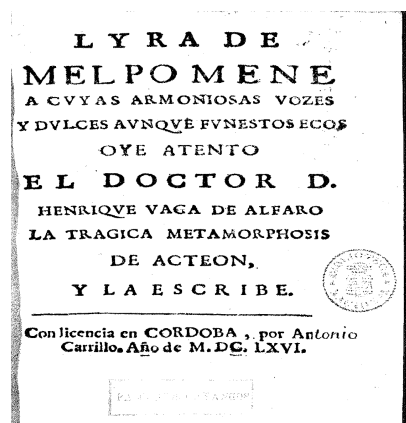 LYRA DE
MELPOMENE
A CVYAS ARMONIOSAS VOZES
Y DVLCES AVNQVE FVNESTOS ECOS
OYE ATENTO
EL DOCTOR D.
HENRIQVE VACA DE ALFARO
LA TRAGICA METAMORPHOSIS
DE ACTEON,
Y LA ESCRIBE.
Con licencia en CORDOBA, por Antonio
Carrillo. Año de M.DC. LXVI.